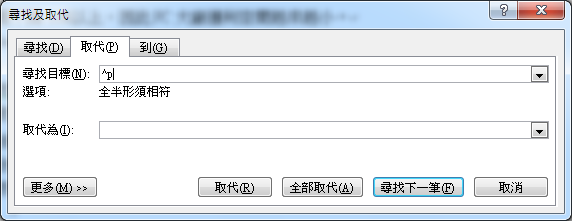 尋找及取代
尋找(D) 取代(P) 到(G)
尋找目標(N): ^p
選項: 全半形須相符
取代為(I):
更多(M) >> 取代(R) 全部取代(A) 尋找下一筆(F) 取消